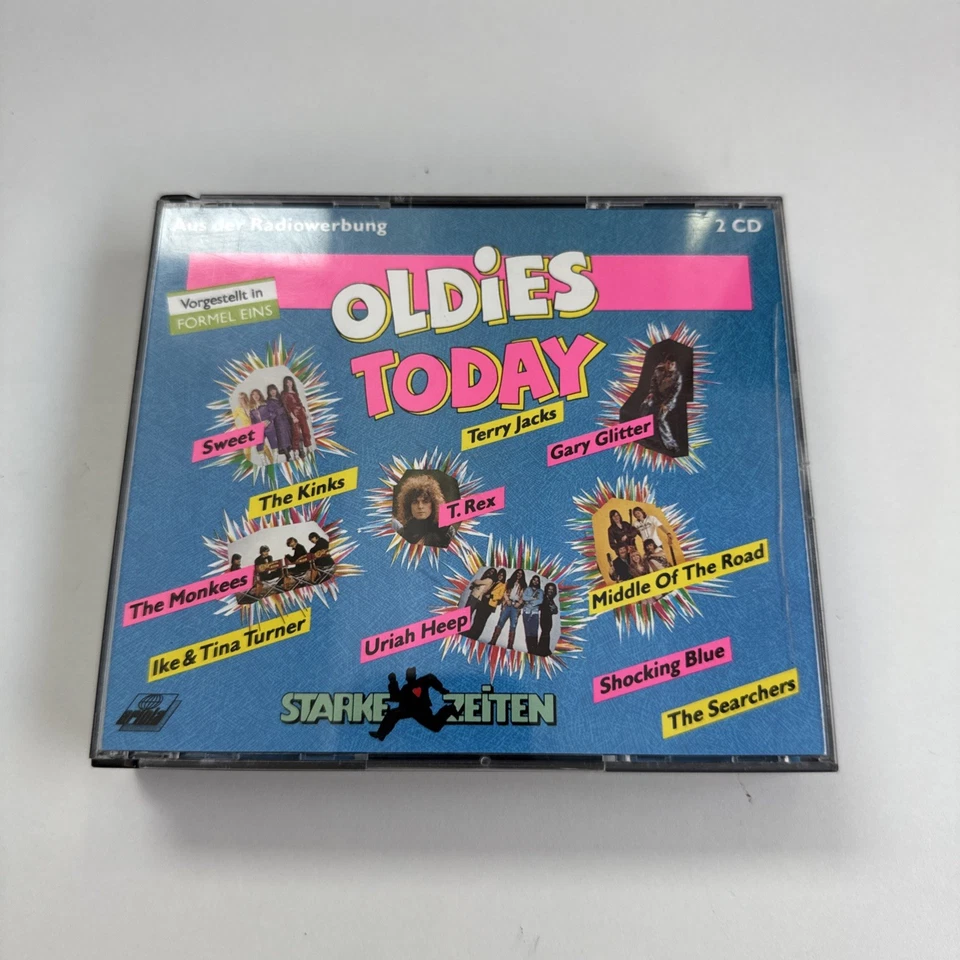 Aus der Radiowerbung
2 CD
Vorgestellt in
FORMEL EINS
OLDiES
TODAY
Terry Jacks
Gary Glitter
Sweet
The Kinks
T. Rex
The Monkees
Middle Of The Road
Ike & Tina Turner
Uriah Heep
Shocking Blue
The Searchers
STARKE ZEiTEN
ariola